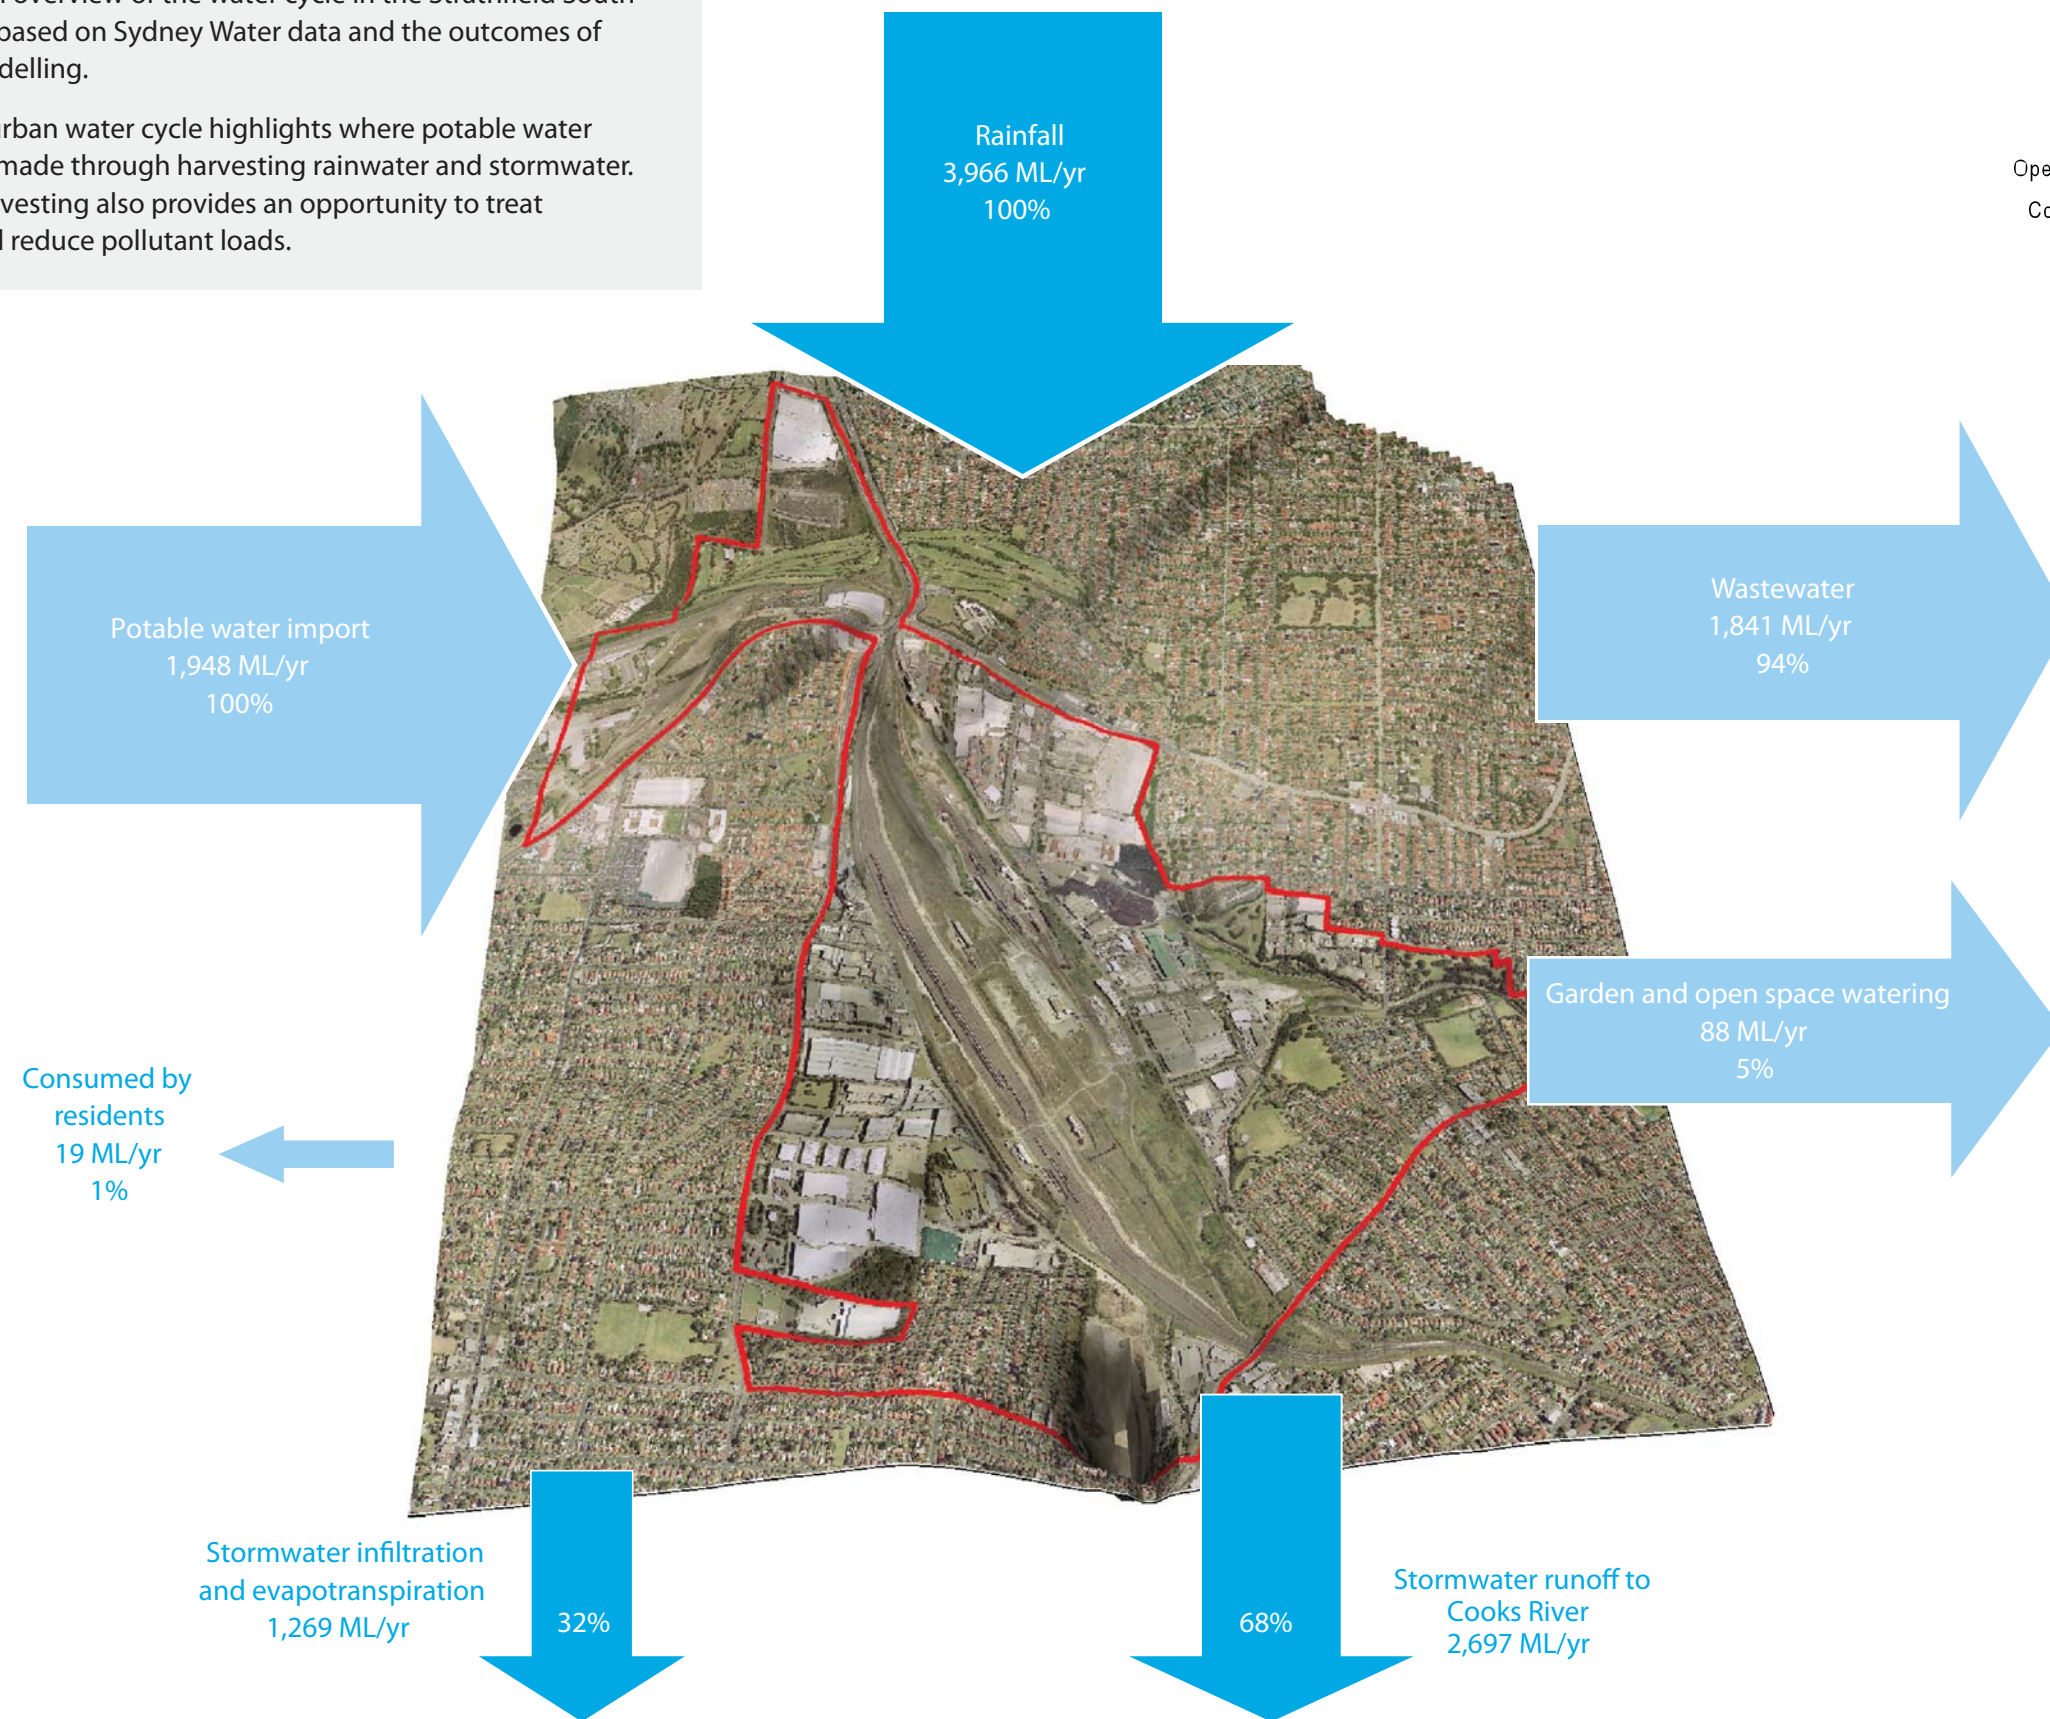 based on Sydney Water data and the outcomes of
urban water cycle highlights where potable water
made through harvesting rainwater and stormwater.
also provides an opportunity to treat
reduce pollutant loads.
Rainfall
3,966 ML/yr
100%
Potable water import
1,948 ML/yr
100%
Wastewater
1,841 ML/yr
94%
Garden and open space watering
88 ML/yr
5%
Consumed by
residents
19 ML/yr
1%
Stormwater infiltration
and evapotranspiration
1,269 ML/yr
32%
68%
Stormwater runoff to
Cooks River
2,697 ML/yr